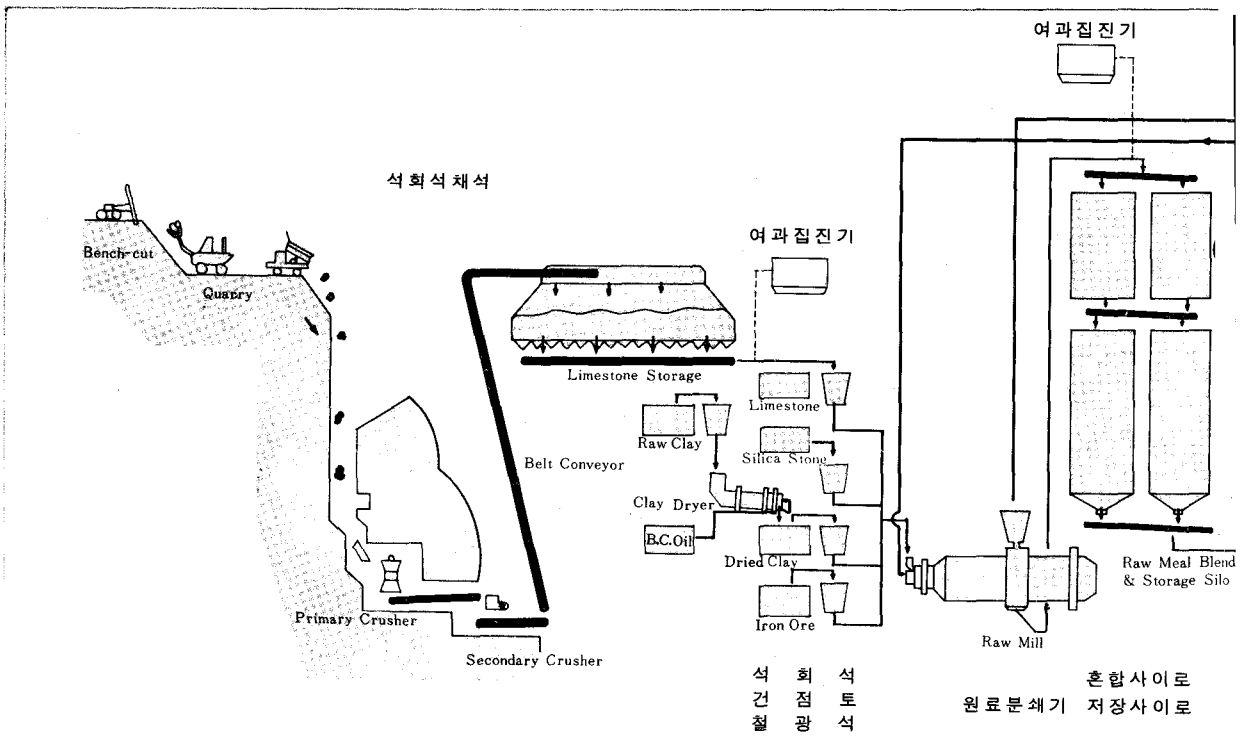 여과집진기
석회석채석
여과집진기
Bench-cut
Quarry
Limestone Storage
Limestone
Raw Clay
Silica Stone
Belt Conveyor
Clay Dryer
B.C.Oil
Dried Clay
Raw Meal Blend
& Storage Silo
Primary Crusher
Iron Ore
Raw Mill
Secondary Crusher
석 회 석
건 점 토
철 광 석
혼합사이로
원료분쇄기 저장사이로